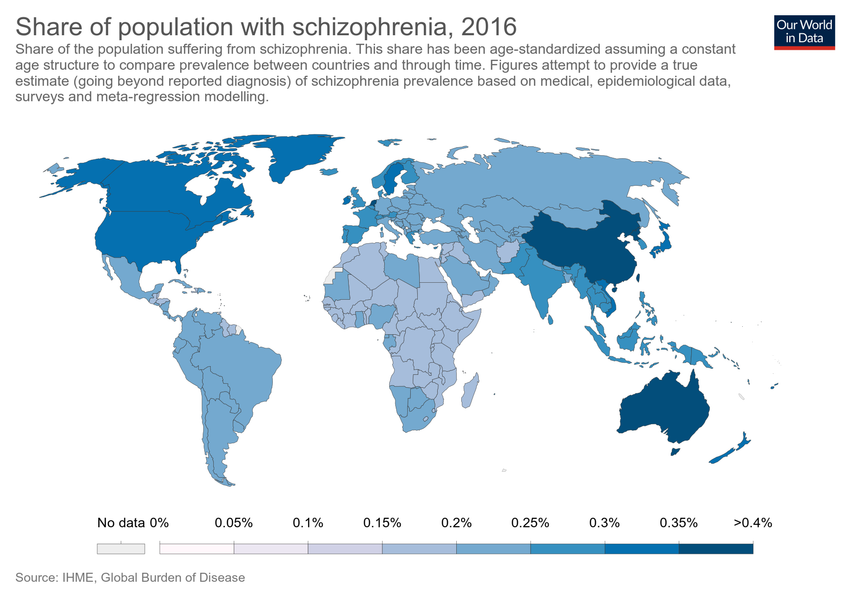 Share of population with schizophrenia, 2016
Our World
in Data
Share of the population suffering from schizophrenia. This share has been age-standardized assuming a constant
age structure to compare prevalence between countries and through time. Figures attempt to provide a true
estimate (going beyond reported diagnosis) of schizophrenia prevalence based on medical, epidemiological data,
surveys and meta-regression modelling.
No data 0% 0.05% 0.1% 0.15% 0.2% 0.25% 0.3% 0.35% >0.4%
Source: IHME, Global Burden of Disease